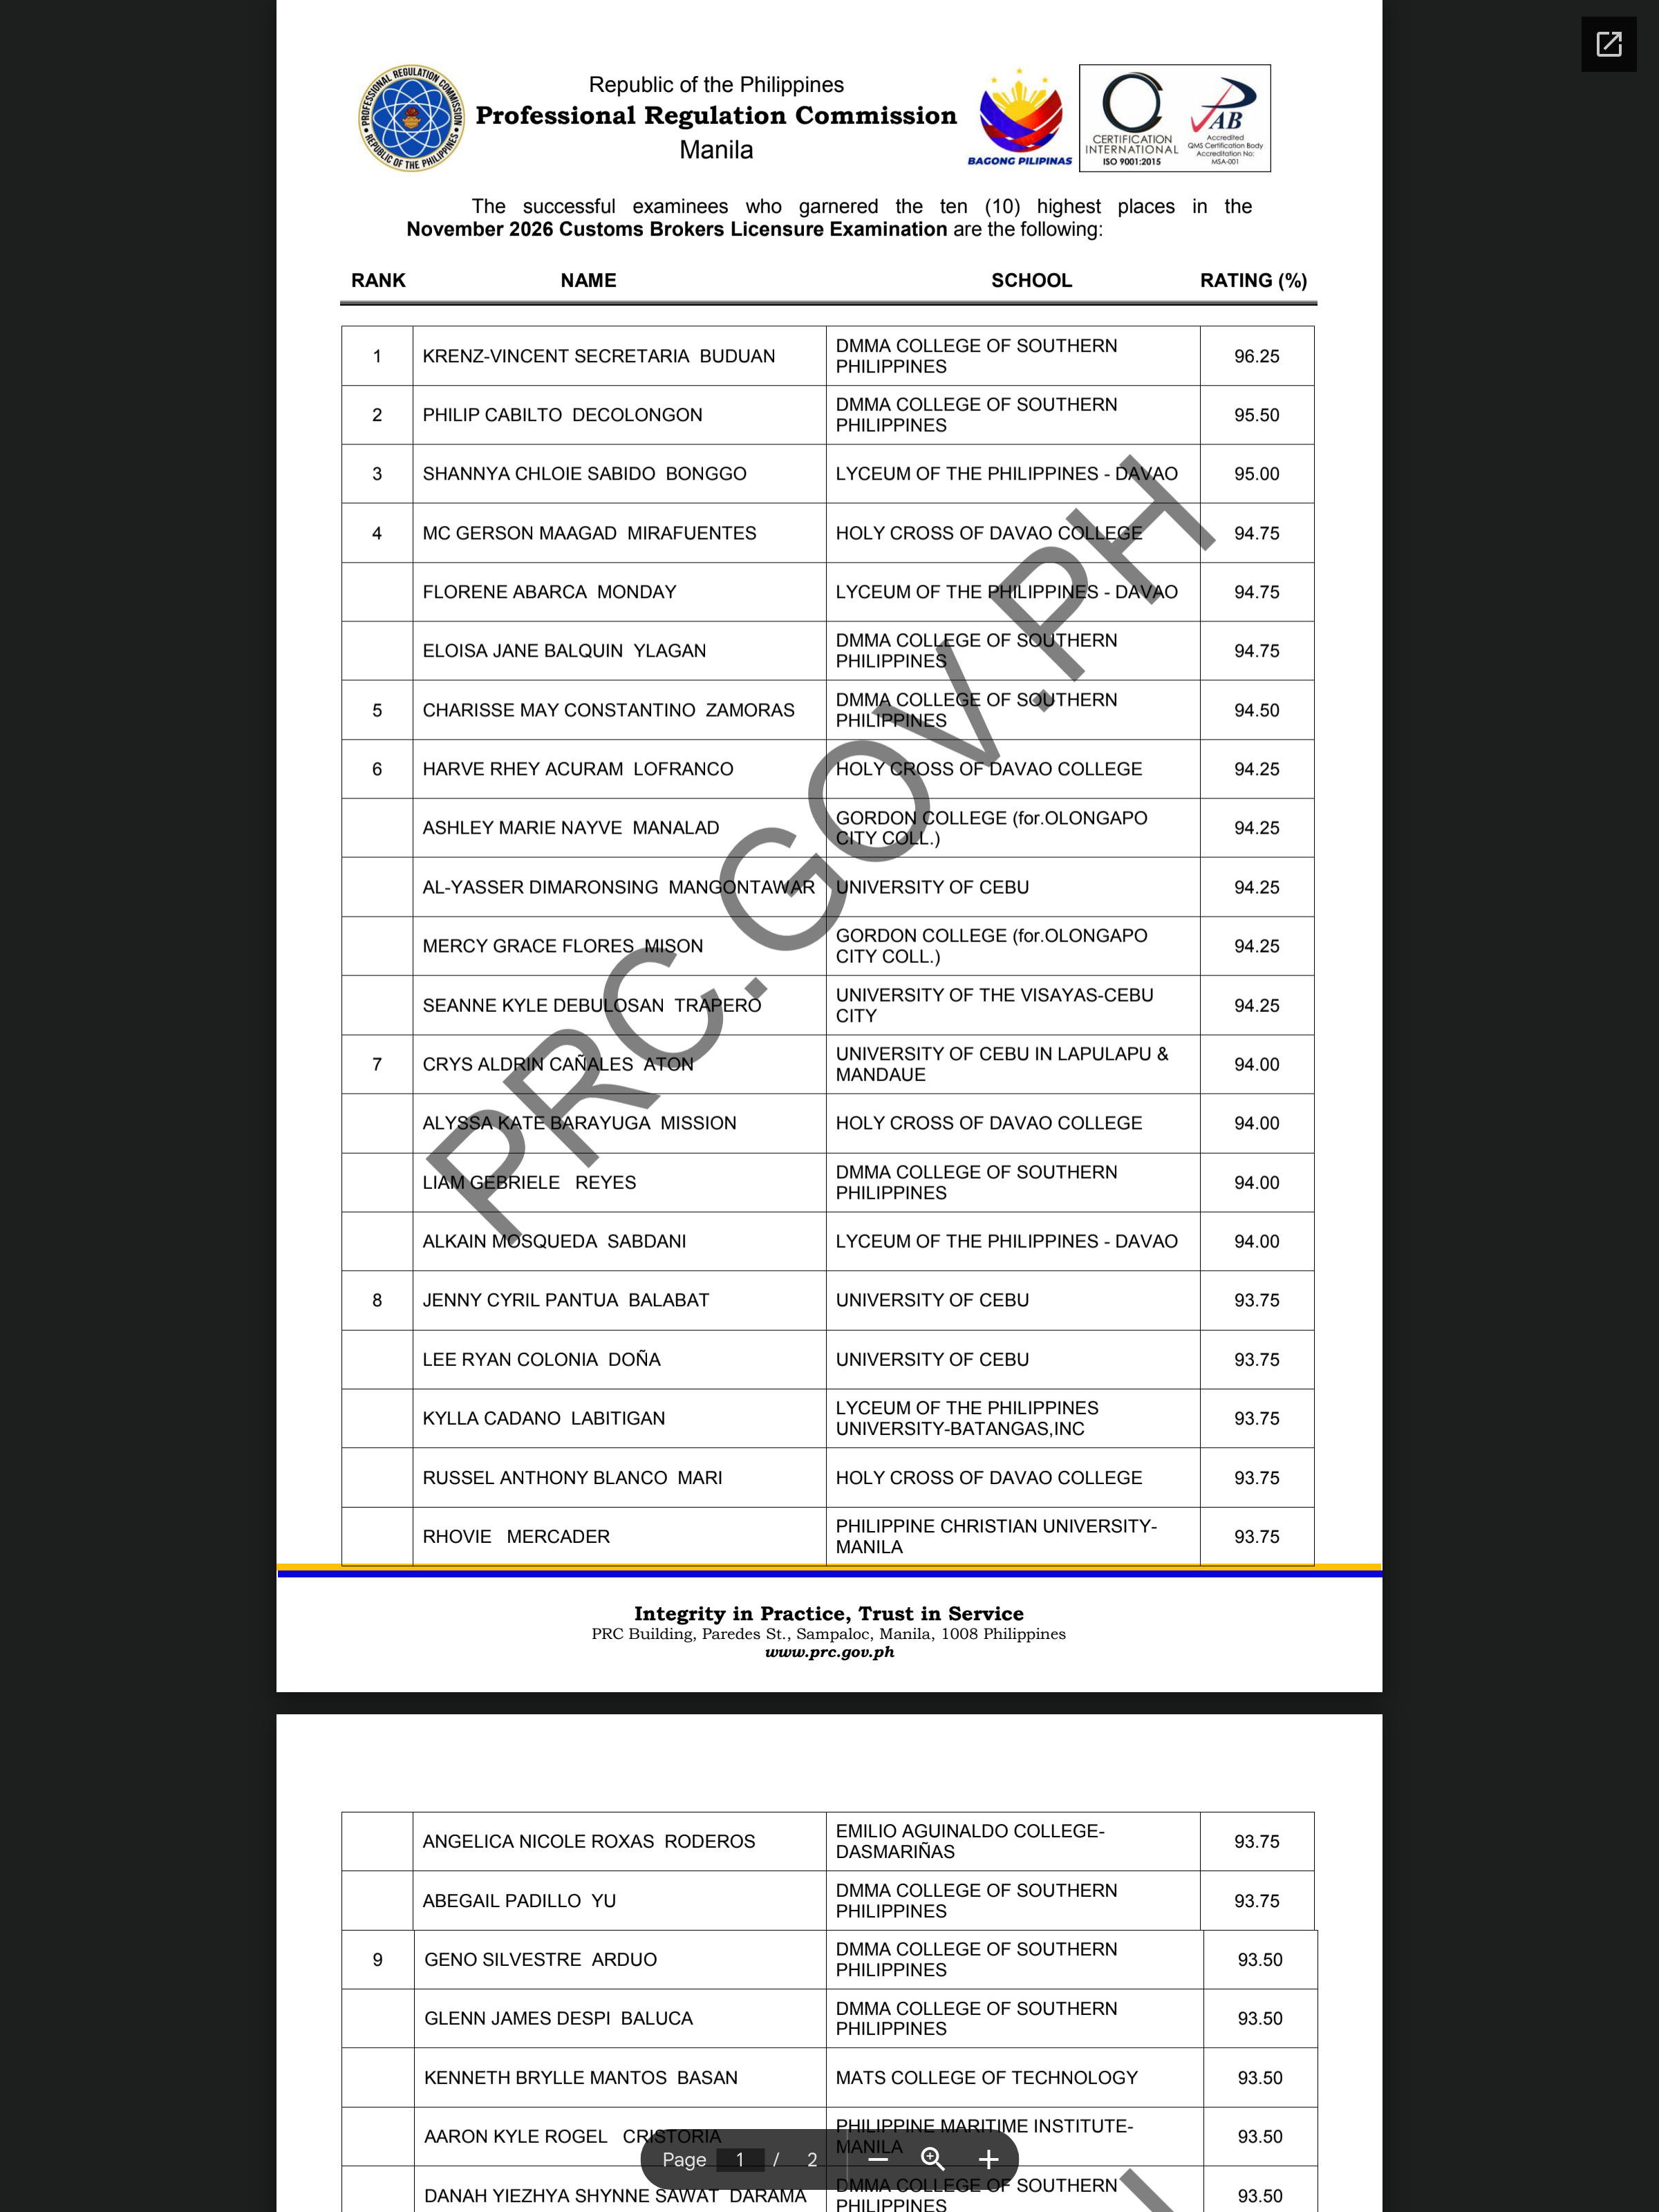 PROFESSIONAL REGULATION COMMISSION
REPUBLIC OF THE PHILIPPINES
Republic of the Philippines
Professional Regulation Commission
Manila
BAGONG PILIPINAS
CERTIFICATION
INTERNATIONAL
ISO 9001:2015
AB
Accredited
QMS Certification Body
Accreditation No:
MSA-001
The successful examinees who garnered the ten (10) highest places in the
November 2026 Customs Brokers Licensure Examination are the following:
RANK NAME SCHOOL RATING (%)
1 KRENZ-VINCENT SECRETARIA BUDUAN DMMA COLLEGE OF SOUTHERN
PHILIPPINES 96.25
2 PHILIP CABILTO DECOLONGON DMMA COLLEGE OF SOUTHERN
PHILIPPINES 95.50
3 SHANNYA CHLOIE SABIDO BONGGO LYCEUM OF THE PHILIPPINES - DAVAO 95.00
4 MC GERSON MAAGAD MIRAFUENTES HOLY CROSS OF DAVAO COLLEGE 94.75
FLORENE ABARCA MONDAY LYCEUM OF THE PHILIPPINES - DAVAO 94.75
ELOISA JANE BALQUIN YLAGAN DMMA COLLEGE OF SOUTHERN
PHILIPPINES 94.75
5 CHARISSE MAY CONSTANTINO ZAMORAS DMMA COLLEGE OF SOUTHERN
PHILIPPINES 94.50
6 HARVE RHEY ACURAM LOFRANCO HOLY CROSS OF DAVAO COLLEGE 94.25
ASHLEY MARIE NAYVE MANALAD GORDON COLLEGE (for.OLONGAPO
CITY COLL.) 94.25
AL-YASSER DIMARONSING MANGONTAWAR UNIVERSITY OF CEBU 94.25
MERCY GRACE FLORES MISON GORDON COLLEGE (for.OLONGAPO
CITY COLL.) 94.25
SEANNE KYLE DEBULOSAN TRAPERO UNIVERSITY OF THE VISAYAS-CEBU
CITY 94.25
7 CRYS ALDRIN CAÑALES ATON UNIVERSITY OF CEBU IN LAPULAPU &
MANDAUE 94.00
ALYSSA KATE BARAYUGA MISSION HOLY CROSS OF DAVAO COLLEGE 94.00
LIAM GEBRIELE REYES DMMA COLLEGE OF SOUTHERN
PHILIPPINES 94.00
ALKAIN MOSQUEDA SABDANI LYCEUM OF THE PHILIPPINES - DAVAO 94.00
8 JENNY CYRIL PANTUA BALABAT UNIVERSITY OF CEBU 93.75
LEE RYAN COLONIA DOÑA UNIVERSITY OF CEBU 93.75
KYLLA CADANO LABITIGAN LYCEUM OF THE PHILIPPINES
UNIVERSITY-BATANGAS,INC 93.75
RUSSEL ANTHONY BLANCO MARI HOLY CROSS OF DAVAO COLLEGE 93.75
RHOVIE MERCADER PHILIPPINE CHRISTIAN UNIVERSITY-
MANILA 93.75
PRC.GOV.PH
Integrity in Practice, Trust in Service
PRC Building, Paredes St., Sampaloc, Manila, 1008 Philippines
www.prc.gov.ph
ANGELICA NICOLE ROXAS RODEROS EMILIO AGUINALDO COLLEGE-
DASMARIÑAS 93.75
ABEGAIL PADILLO YU DMMA COLLEGE OF SOUTHERN
PHILIPPINES 93.75
9 GENO SILVESTRE ARDUO DMMA COLLEGE OF SOUTHERN
PHILIPPINES 93.50
GLENN JAMES DESPI BALUCA DMMA COLLEGE OF SOUTHERN
PHILIPPINES 93.50
KENNETH BRYLLE MANTOS BASAN MATS COLLEGE OF TECHNOLOGY 93.50
AARON KYLE ROGEL CRISTORIA PHILIPPINE MARITIME INSTITUTE-
MANILA 93.50
DANAH YIEZHYA SHYNNE SAWAT DARAMA DMMA COLLEGE OF SOUTHERN
PHILIPPINES 93.50
Page 1 / 2